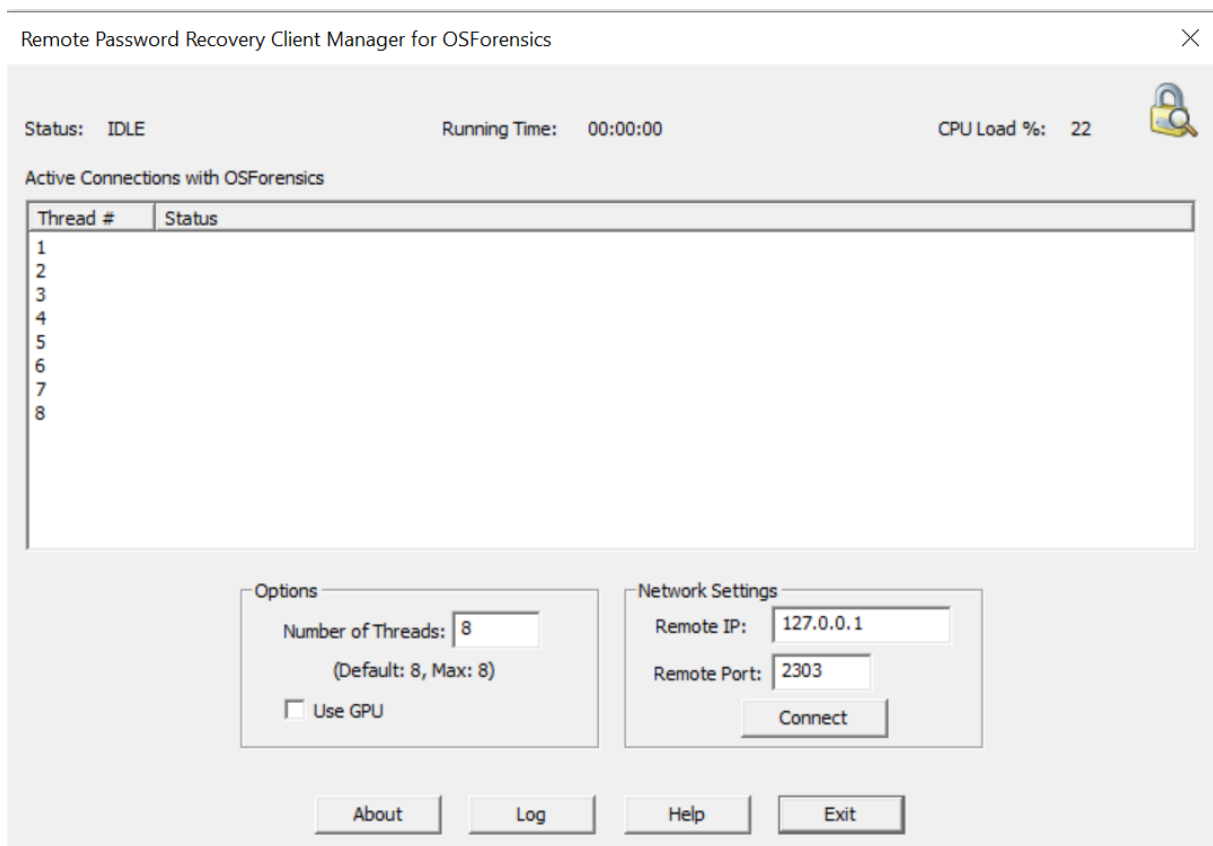 Remote Password Recovery Client Manager for OSForensics
Status: IDLE Running Time: 00:00:00 CPU Load %: 22
Active Connections with OSForensics
Thread # Status
1
2
3
4
5
6
7
8
Options
Number of Threads: 8
(Default: 8, Max: 8)
Use GPU
Network Settings
Remote IP: 127.0.0.1
Remote Port: 2303
Connect
About Log Help Exit